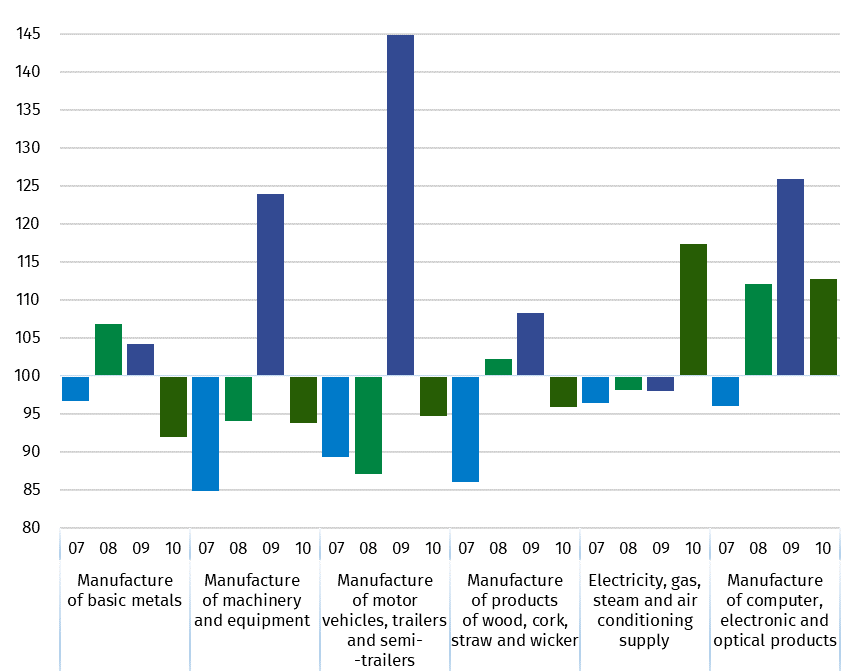 145
140
135
130
125
120
115
110
105
100
95
90
85
80
07 08 09 10 07 08 09 10 07 08 09 10 07 08 09 10 07 08 09 10 07 08 09 10
Manufacture
of basic metals
Manufacture
of machinery
and equipment
Manufacture
of motor
vehicles, trailers
and semi-
-trailers
Manufacture
of products
of wood, cork,
straw and wicker
Electricity, gas,
steam and air
conditioning
supply
Manufacture
of computer,
electronic and
optical products